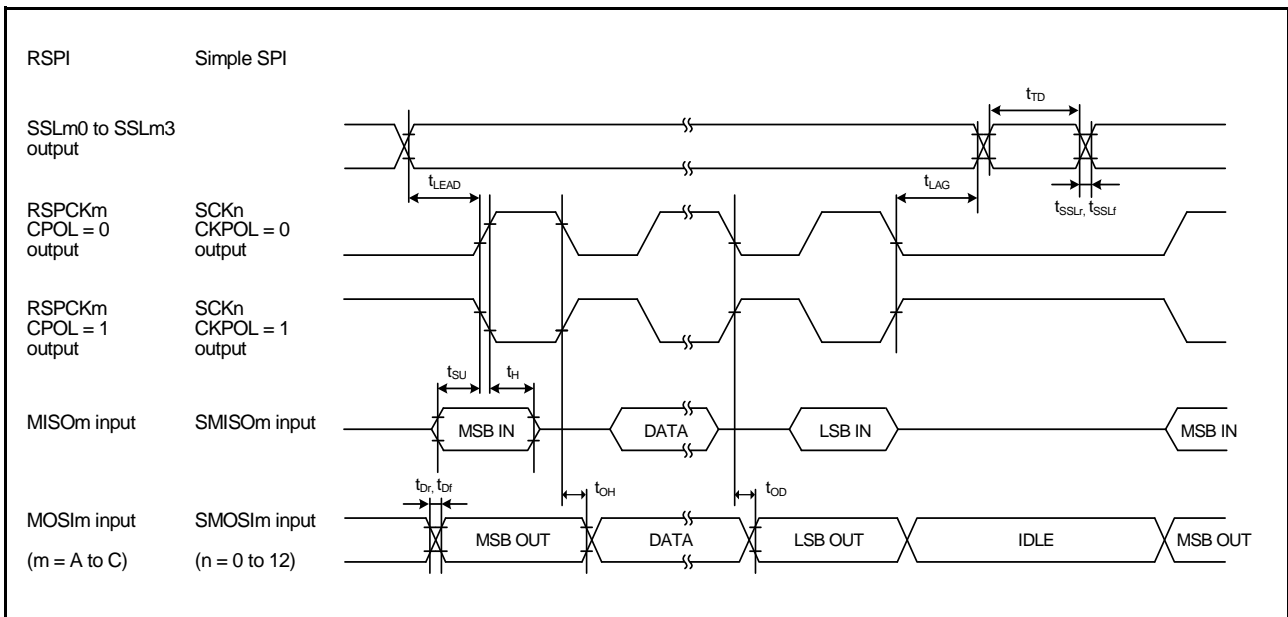 RSPI Simple SPI
tTD
SSLm0 to SSLm3
output
tLEAD tLAG
tSSLr, tSSLf
RSPCKm SCKn
CPOL = 0 CKPOL = 0
output output
RSPCKm SCKn
CPOL = 1 CKPOL = 1
output output
tSU tH
MISOm input SMISOm input MSB IN DATA LSB IN MSB IN
tDr, tDf tOH tOD
MOSIm input SMOSIm input MSB OUT DATA LSB OUT IDLE MSB OUT
(m = A to C) (n = 0 to 12)